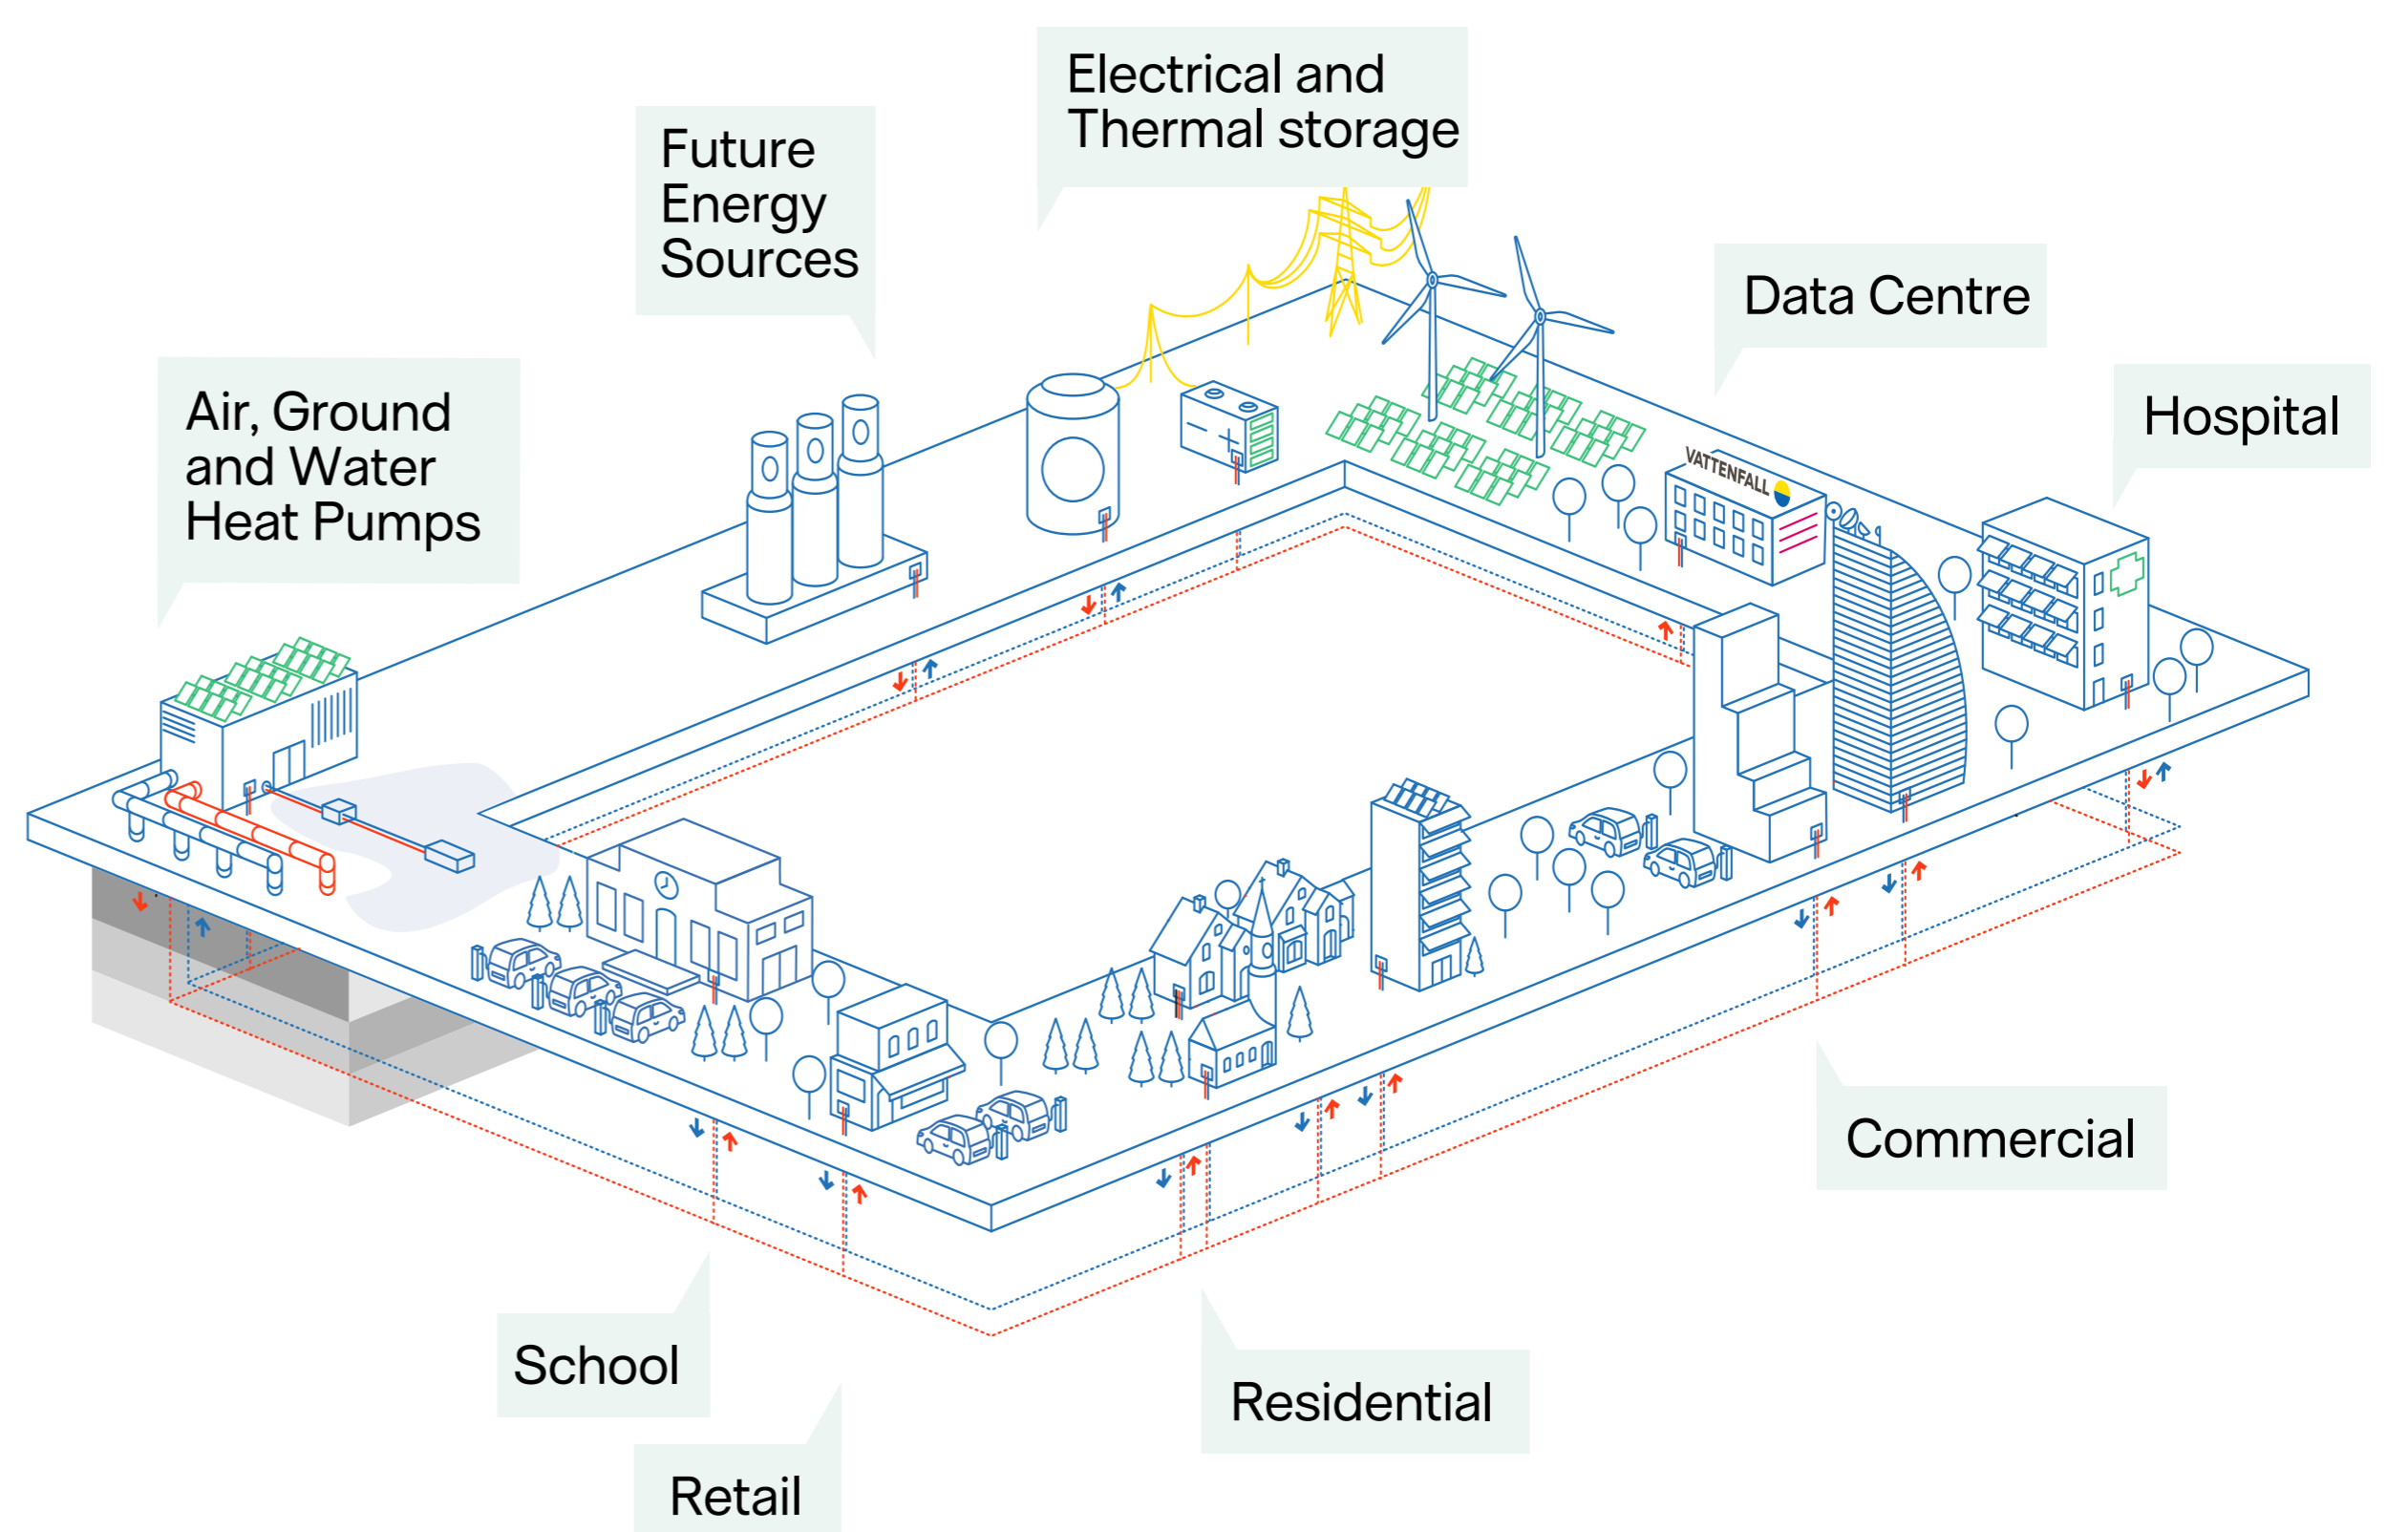 Electrical and
Thermal storage
Future
Energy
Sources
Data Centre
Hospital
Air, Ground
and Water
Heat Pumps
VATTENFALL
Commercial
School
Residential
Retail